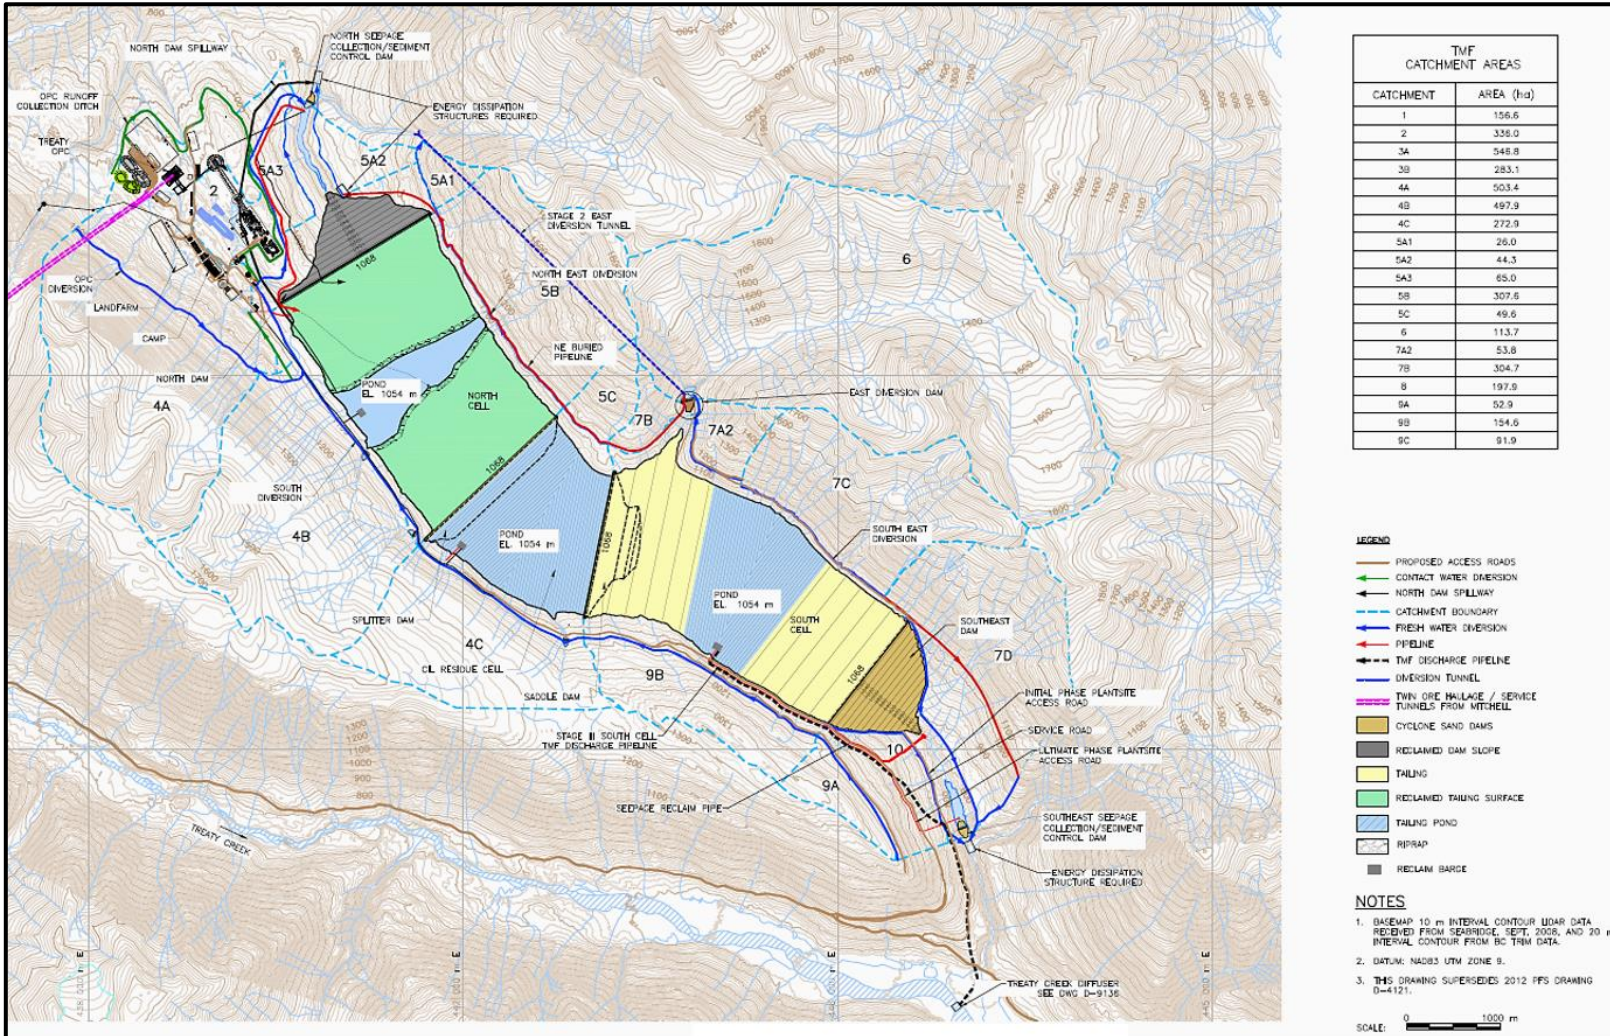 NORTH DAM SPILLWAY
NORTH SEEPAGE
COLLECTION/SEDIMENT
CONTROL DAM
OPC RUNOFF
COLLECTION DITCH
ENERGY DISSIPATION
STRUCTURES REQUIRED
TREATY
OPC
5A3
5A2
5A1
2
STAGE 2 EAST
DIVERSION TUNNEL
6
1068
NORTH EAST DIVERSION
5B
OPC
DIVERSION
LANDFARM
CAMP
NE BURIED
PIPELINE
NORTH DAM
POND
EL. 1054 m
NORTH
CELL
4A
5C
7B
7A2
EAST DIVERSION DAM
1068
SOUTH
DIVERSION
7C
4B
POND
EL. 1054 m
1068
SOUTH EAST
DIVERSION
POND
EL. 1054 m
SPLITTER DAM
SOUTH
CELL
SOUTHEAST
DAM
4C
CIL RESIDUE CELL
7D
1068
9B
SADDLE DAM
INITIAL PHASE PLANTSITE
ACCESS ROAD
STAGE III SOUTH CELL
TMF DISCHARGE PIPELINE
SERVICE ROAD
10
ULTIMATE PHASE PLANTSITE
ACCESS ROAD
9A
SEEPAGE RECLAIM PIPE
SOUTHEAST SEEPAGE
COLLECTION/SEDIMENT
CONTROL DAM
TREATY CREEK
ENERGY DISSIPATION
STRUCTURE REQUIRED
TREATY CREEK DIFFUSER
SEE DWG D-9136
TMF
CATCHMENT AREAS
CATCHMENT AREA (ha)
1 156.6
2 336.0
3A 546.8
3B 283.1
4A 503.4
4B 497.9
4C 272.9
5A1 26.0
5A2 44.3
5A3 65.0
5B 307.6
5C 49.6
6 113.7
7A2 53.8
7B 304.7
8 197.9
9A 52.9
9B 154.6
9C 91.9
LEGEND
PROPOSED ACCESS ROADS
CONTACT WATER DIVERSION
NORTH DAM SPILLWAY
CATCHMENT BOUNDARY
FRESH WATER DIVERSION
PIPELINE
TMF DISCHARGE PIPELINE
DIVERSION TUNNEL
TWIN ORE HAULAGE / SERVICE
TUNNELS FROM MITCHELL
CYCLONE SAND DAMS
RECLAIMED DAM SLOPE
TAILING
RECLAIMED TAILING SURFACE
TAILING POND
RIPRAP
RECLAIM BARGE
NOTES
1. BASEMAP 10 m INTERVAL CONTOUR LIDAR DATA
RECEIVED FROM SEABRIDGE, SEPT, 2008, AND 20 m
INTERVAL CONTOUR FROM BC TRIM DATA.
2. DATUM: NAD83 UTM ZONE 9.
3. THIS DRAWING SUPERSEDES 2012 PFS DRAWING
D-4121.
SCALE: 0 1000 m